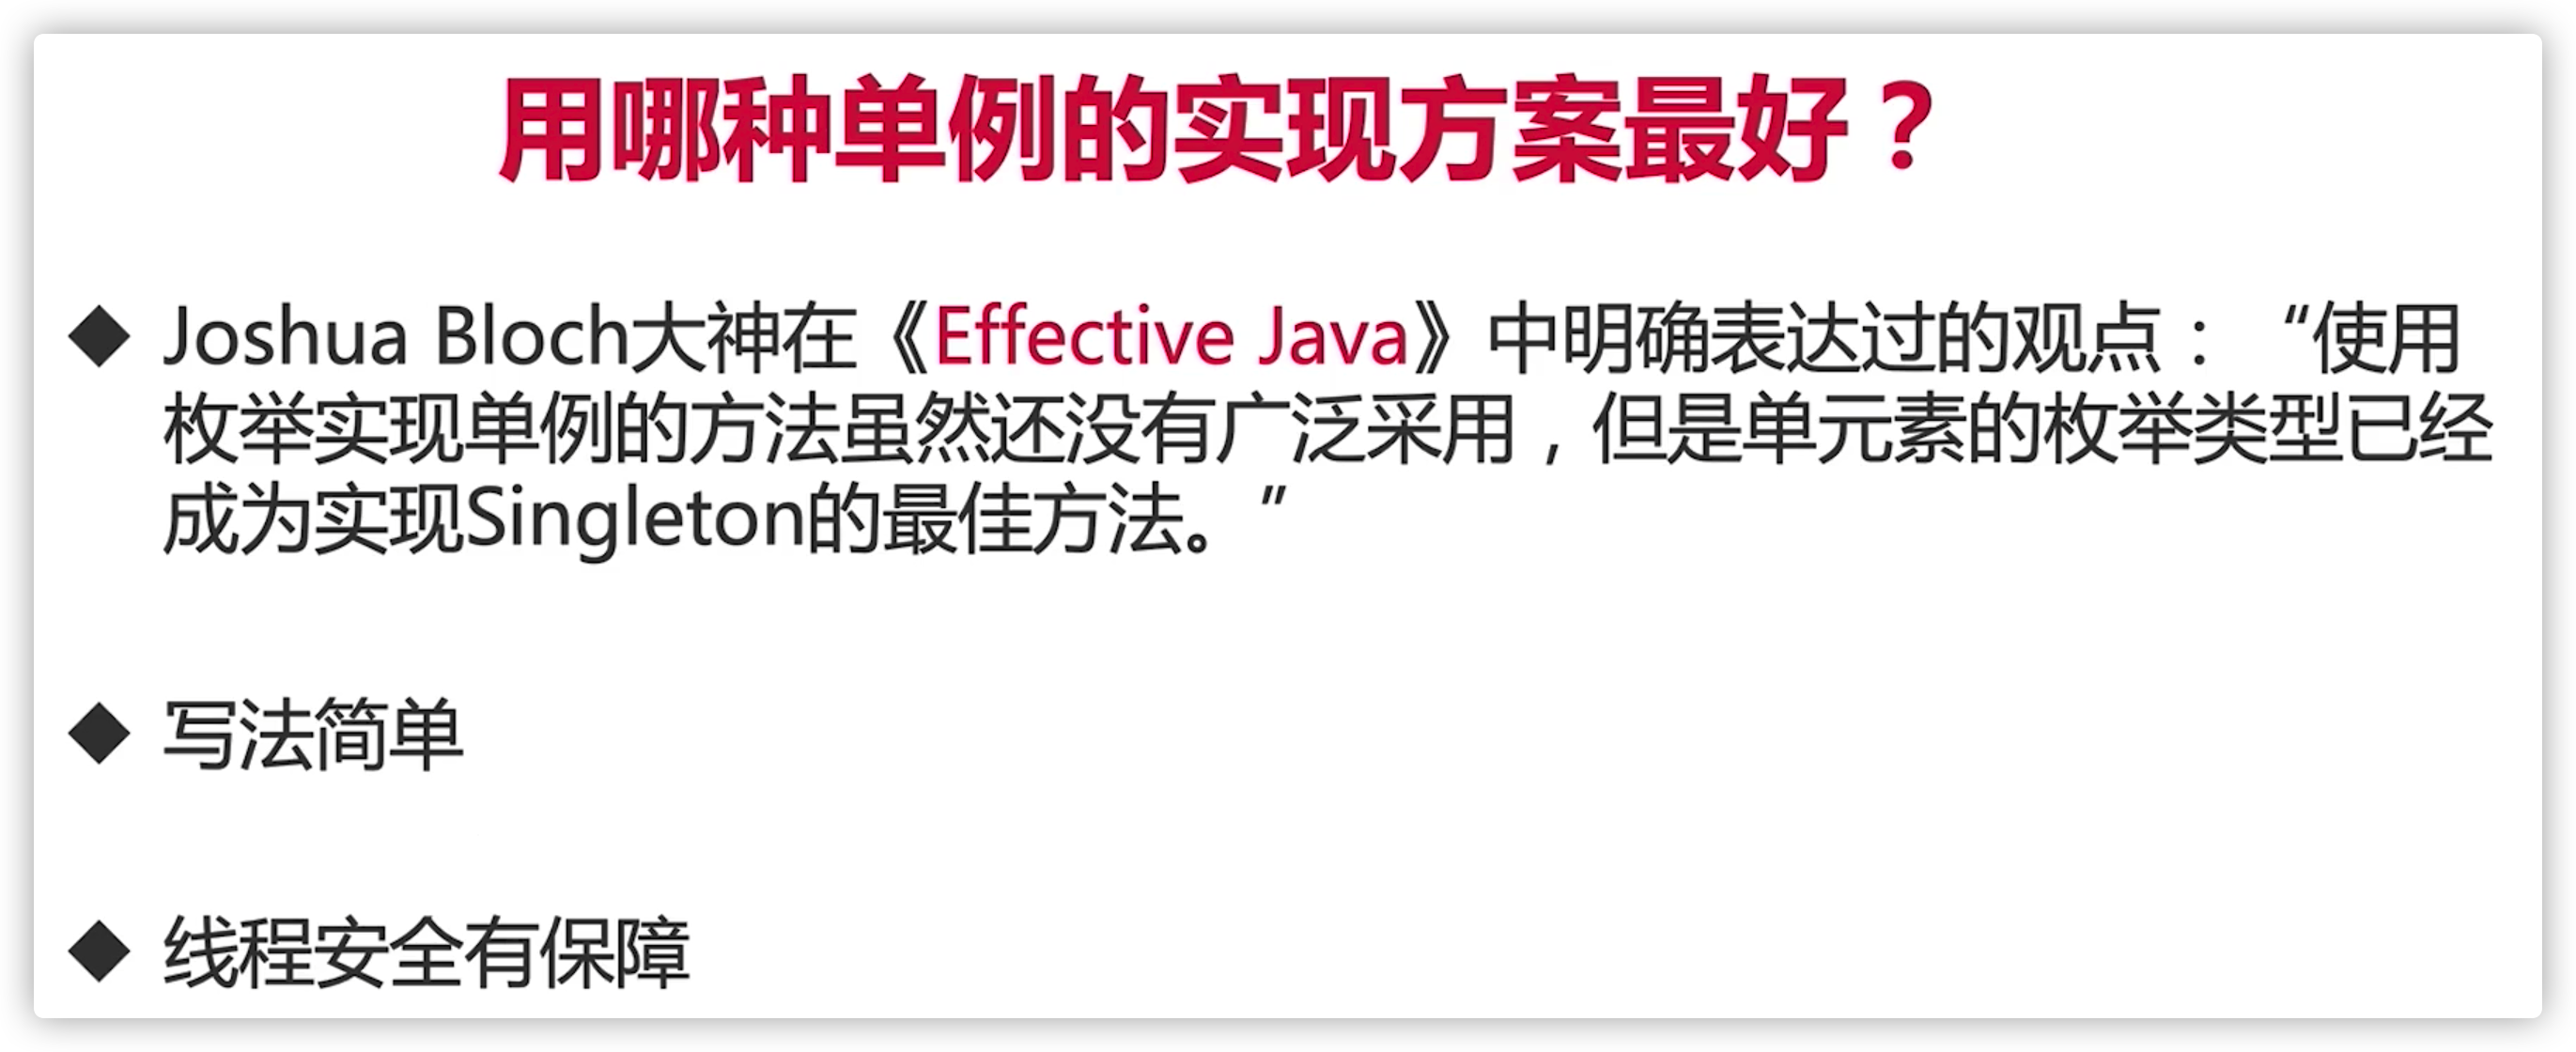 用哪种单例的实现方案最好？
◆ Joshua Bloch大神在《Effective Java》中明确表达过的观点：“使用
枚举实现单例的方法虽然还没有广泛采用，但是单元素的枚举类型已经
成为实现Singleton的最佳方法。”
◆ 写法简单
◆ 线程安全有保障